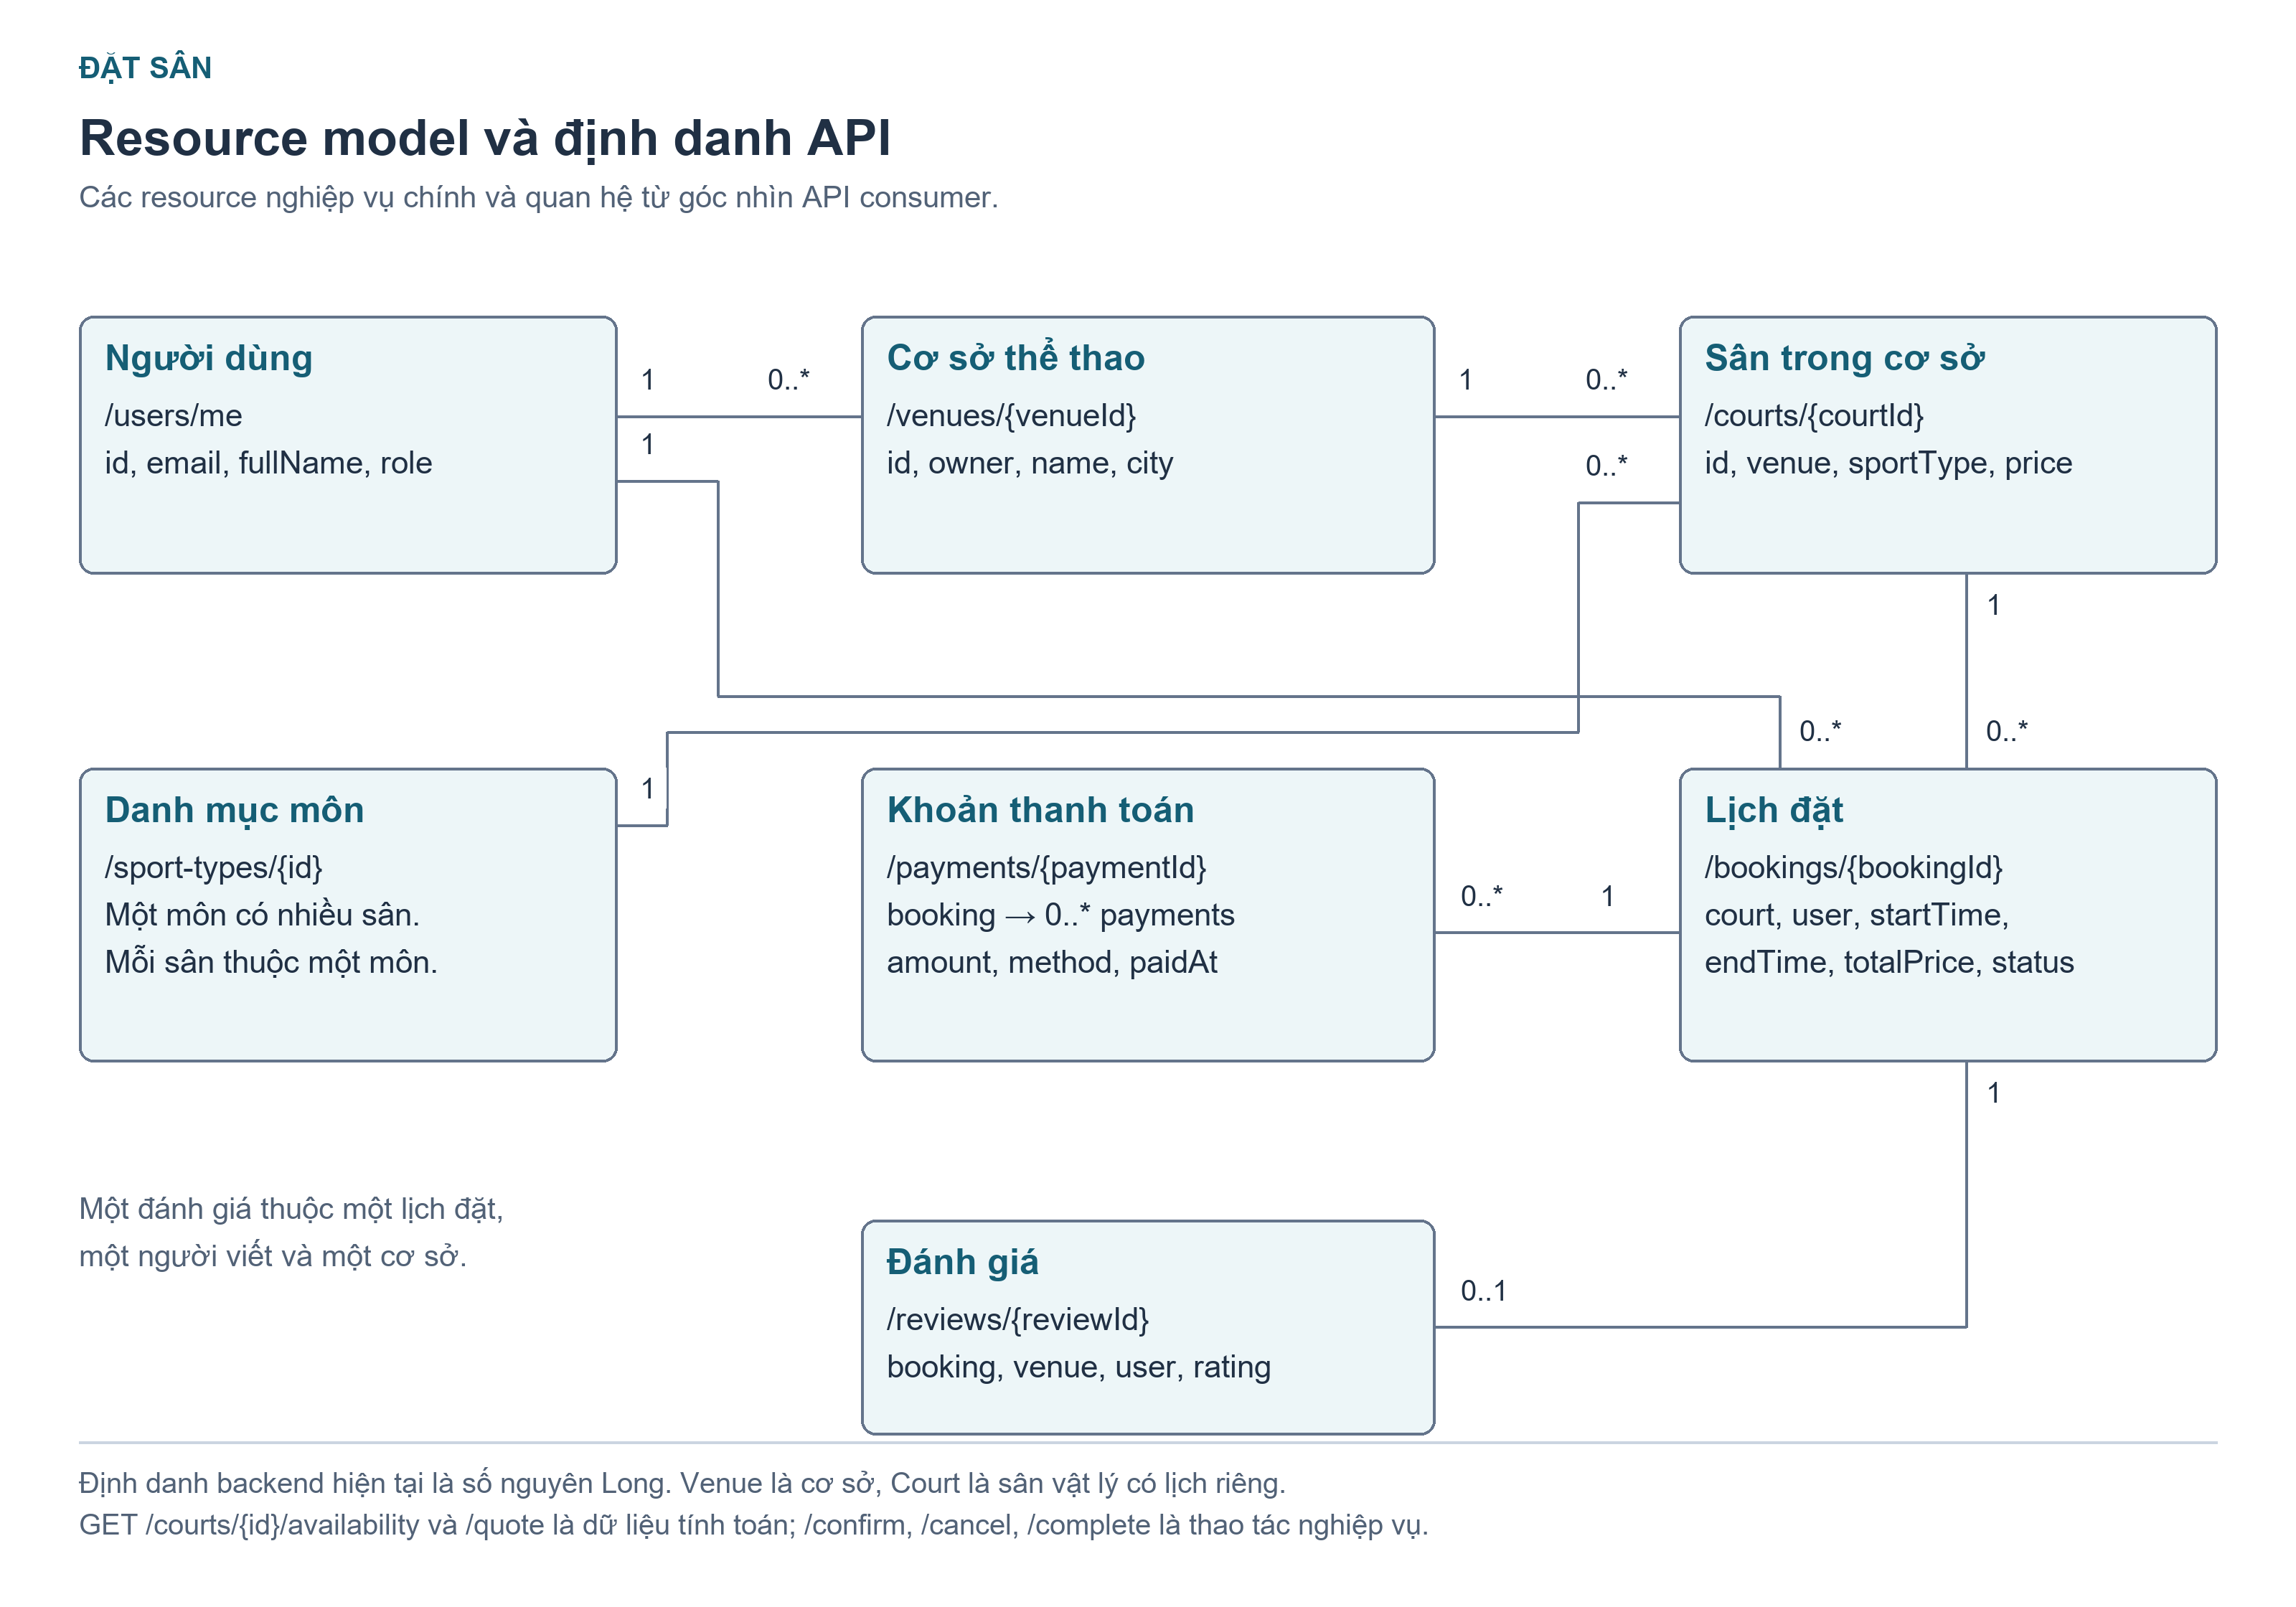 ĐẶT SÂN
Resource model và định danh API
Các resource nghiệp vụ chính và quan hệ từ góc nhìn API consumer.
Người dùng
/users/me
id, email, fullName, role
1
0..*
1
Cơ sở thể thao
/venues/{venueId}
id, owner, name, city
1
0..*
0..*
Sân trong cơ sở
/courts/{courtId}
id, venue, sportType, price
1
0..*
0..*
Danh mục môn
/sport-types/{id}
Một môn có nhiều sân.
Mỗi sân thuộc một môn.
1
Khoản thanh toán
/payments/{paymentId}
booking → 0..* payments
amount, method, paidAt
0..*
1
Lịch đặt
/bookings/{bookingId}
court, user, startTime,
endTime, totalPrice, status
1
Một đánh giá thuộc một lịch đặt,
một người viết và một cơ sở.
Đánh giá
/reviews/{reviewId}
booking, venue, user, rating
0..1
Định danh backend hiện tại là số nguyên Long. Venue là cơ sở, Court là sân vật lý có lịch riêng.
GET /courts/{id}/availability và /quote là dữ liệu tính toán; /confirm, /cancel, /complete là thao tác nghiệp vụ.